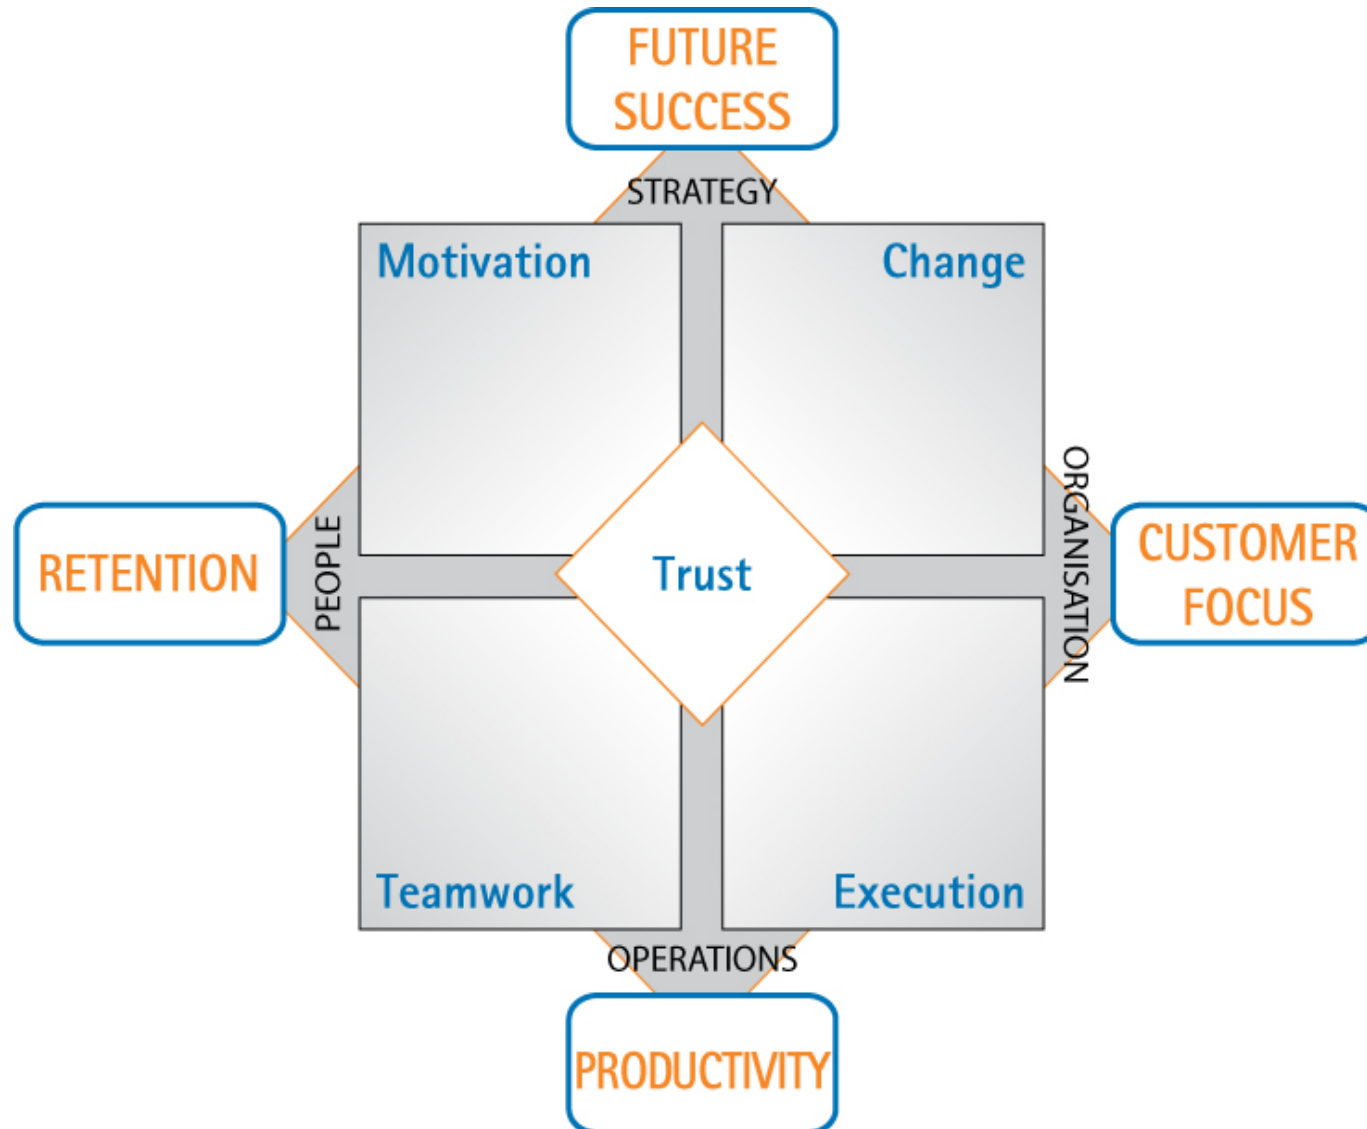 FUTURE
SUCCESS
STRATEGY
Motivation
Change
RETENTION
PEOPLE
Trust
ORGANISATION
CUSTOMER
FOCUS
Teamwork
Execution
OPERATIONS
PRODUCTIVITY